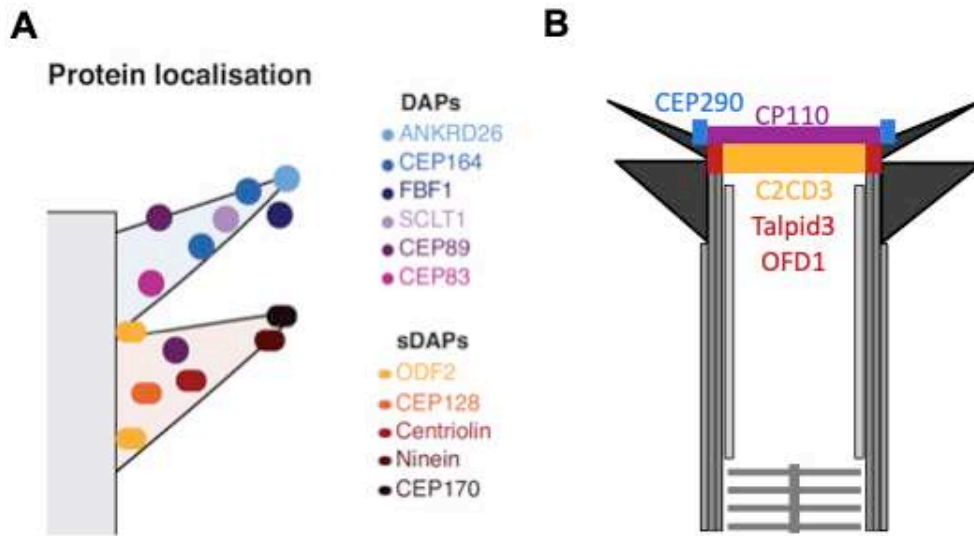 A
Protein localisation
DAPs
ANKRD26
CEP164
FBF1
SCLT1
CEP89
CEP83
sDAPs
ODF2
CEP128
Centriolin
Ninein
CEP170
B
CEP290
CP110
C2CD3
Talpid3
OFD1